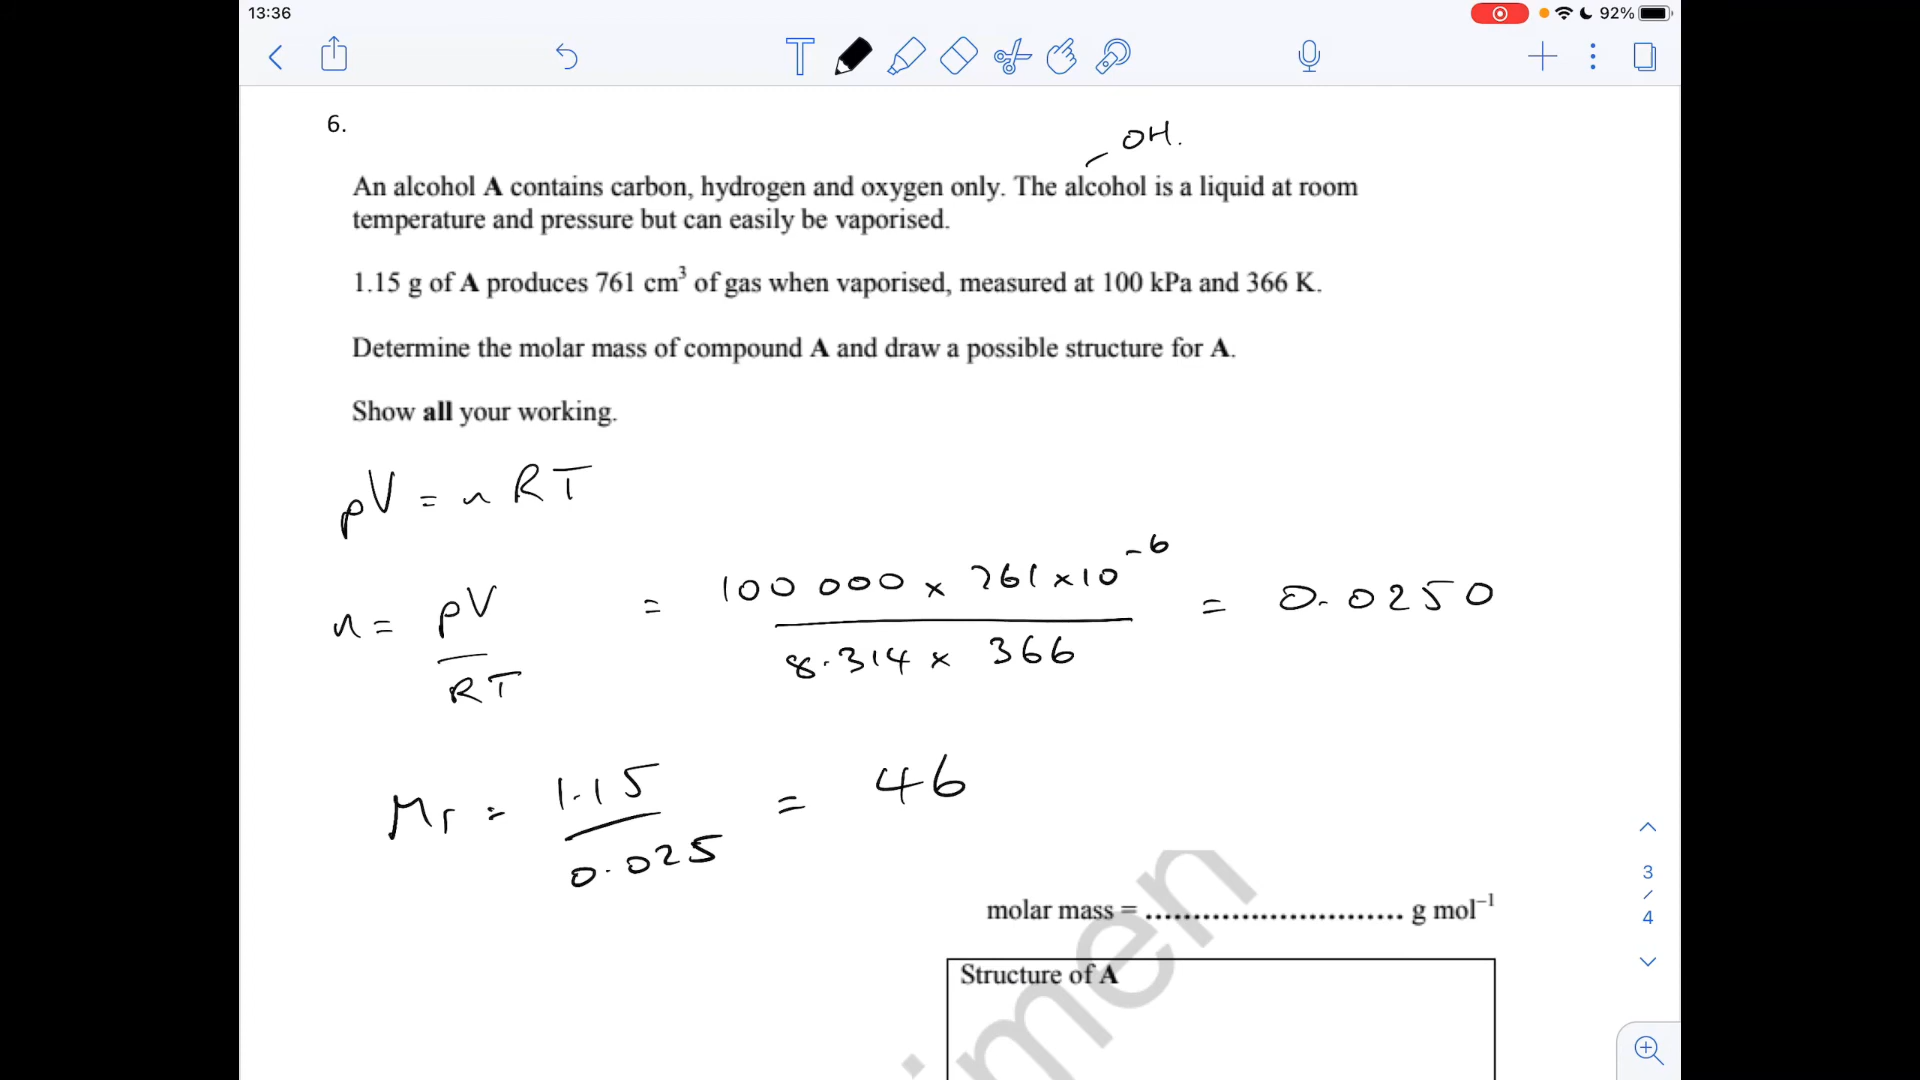 13:36
92%
6.
OH.
An alcohol A contains carbon, hydrogen and oxygen only. The alcohol is a liquid at room
temperature and pressure but can easily be vaporised.
1.15 g of A produces 761 cm³ of gas when vaporised, measured at 100 kPa and 366 K.
Determine the molar mass of compound A and draw a possible structure for A.
Show all your working.
pV = nRT
n = pV/RT = 100 000 × 761×10⁻⁶ / 8.314 × 366 = 0.0250
Mr = 1.15/0.025 = 46
molar mass = ........................... g mol⁻¹
Structure of A
imen
3
/
4